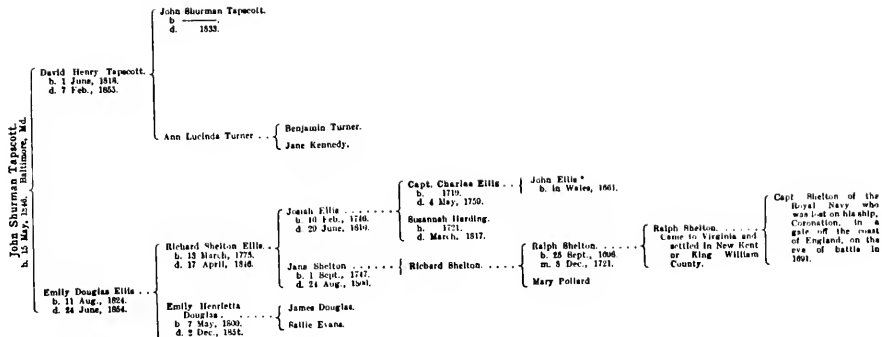 John Shurman Tapscott.
b. 15 May, 1846. Baltimore, Md.
David Henry Tapscott.
b. 1 June, 1818.
d. 7 Feb., 1853.
John Shurman Tapscott.
b ———.
d. 1833.
Ann Lucinda Turner . .
Benjamin Turner.
Jane Kennedy.
Emily Douglas Ellis . .
b. 11 Aug., 1824.
d. 24 June, 1854.
Richard Shelton Ellis.
b. 13 March, 1775.
d. 17 April, 1846.
Josiah Ellis
b. 10 Feb., 1746.
d. 20 June, 1810.
Capt. Charles Ellis . .
b. 1719.
d. 4 May, 1759.
John Ellis *
b. in Wales, 1661.
Susannah Harding.
b. 1721.
d. March, 1817.
Jane Shelton
b. 1 Sept., 1747.
d. 24 Aug.,
Richard Shelton.
Ralph Shelton.
b. 25 Sept., 1696.
m. 8 Dec., 1721.
Mary Pollard
Ralph Shelton.
Came to Virginia and
settled in New Kent
or King William
County.
Capt Shelton of the
Royal Navy who
was lost on his ship,
Coronation, in a
gale off the coast
of England, on the
eve of battle in
1691.
Emily Henrietta
Douglas.
b 7 May, 1800.
d. 2 Dec.,
James Douglas.
Sallie Evans.